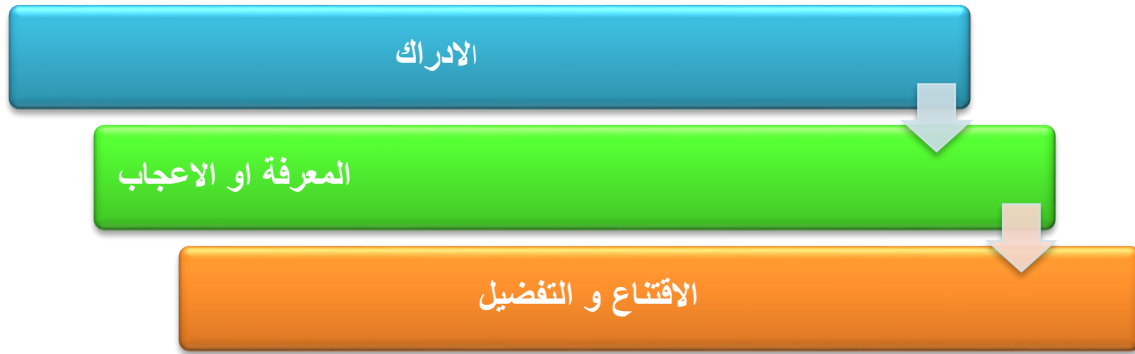 الادراك
المعرفة او الاعجاب
الاقتناع و التفضيل